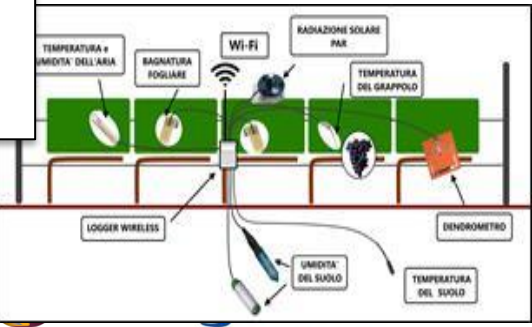 TEMPERATURA e
UMIDITA' DELL'ARIA
BAGNATURA
FOGLIARE
Wi-Fi
RADIAZIONE SOLARE
PAR
TEMPERATURA
DEL GRAPPOLO
LOGGER WIRELESS
DENDROMETRO
UMIDITA'
DEL SUOLO
TEMPERATURA
DEL SUOLO